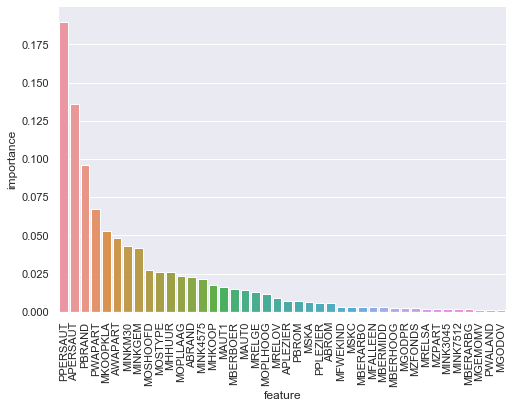 0.175
0.150
0.125
0.100
0.075
0.050
0.025
0.000
importance
PPERSAUT
APERSAUT
PBRAND
PWAPART
MKOOPKLA
AWAPART
MINKM30
MINKGEM
MOSHOOFD
MOSTYPE
MHHUUR
MOPLLAAG
ABRAND
MINK4575
MHKOOP
MAUT1
MBERBOER
MAUT0
MRELGE
MOPLHOOG
MRELOV
APLEZIER
PBROM
MSKA
PPLEZIER
ABROM
MFWEKIND
MSKC
MBERARBO
MFALLEEN
MBERMIDD
MBERHOOG
MGODPR
MZFONDS
MRELSA
MZPART
MINK3045
MINK7512
MBERARBG
MGEMOMV
PWALAND
MGODOV
feature